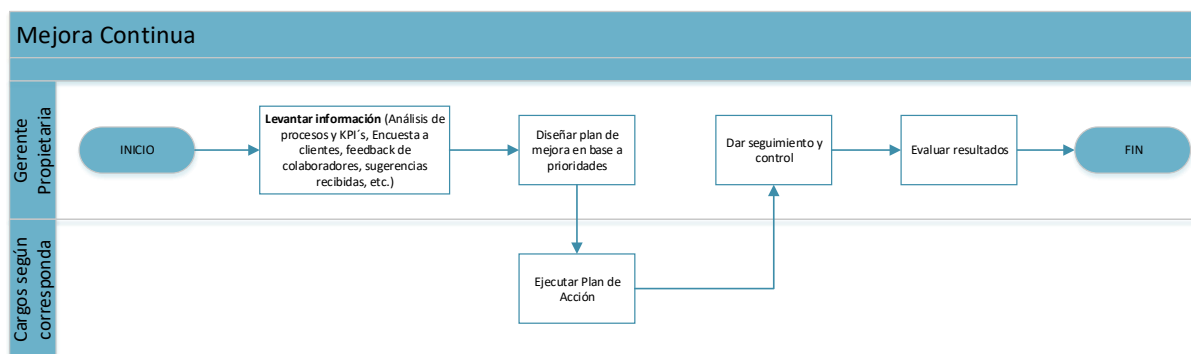 Mejora Continua
Gerente
Propietaria
INICIO
Levantar información (Análisis de
procesos y KPI´s, Encuesta a
clientes, feedback de
colaboradores, sugerencias
recibidas, etc.)
Diseñar plan de
mejora en base a
prioridades
Dar seguimiento y
control
Evaluar resultados
FIN
Cargos según
corresponda
Ejecutar Plan de
Acción